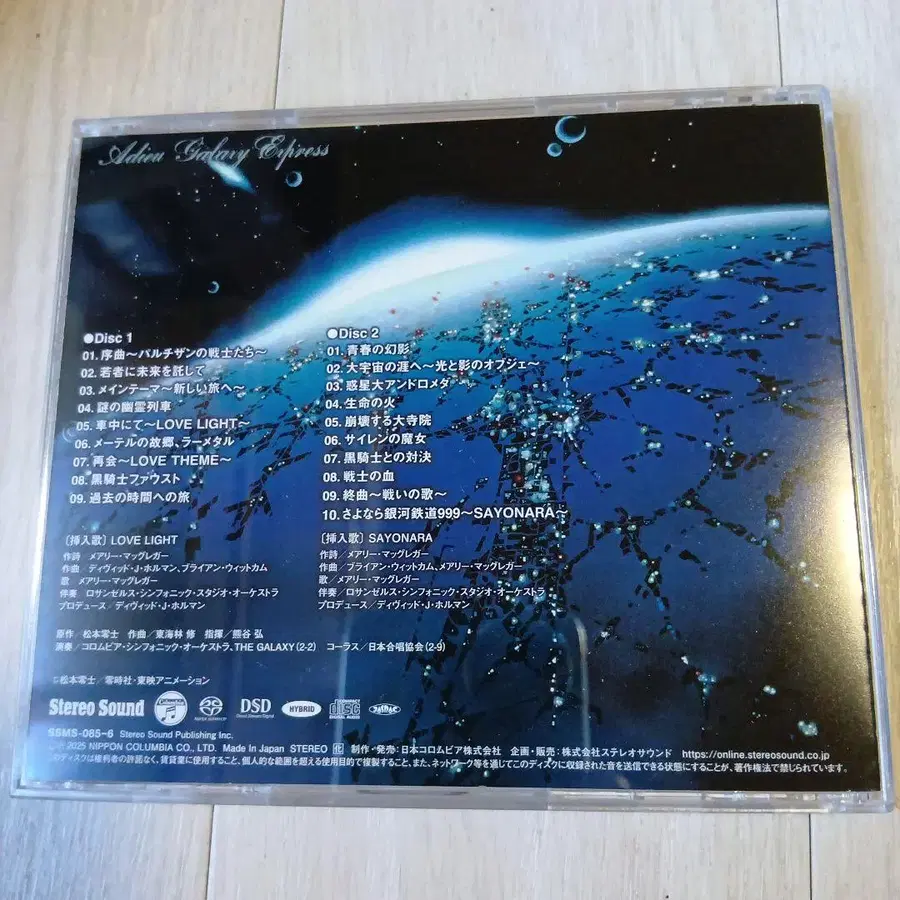 Adieu Galaxy Express
●Disc 1
01. 序曲〜パルチザンの戦士たち〜
02. 若者に未来を託して
03. メインテーマ〜新しい旅へ〜
04. 謎の幽霊列車
05. 車中にて〜LOVE LIGHT〜
06. メーテルの故郷、ラーメタル
07. 再会〜LOVE THEME〜
08. 黒騎士ファウスト
09. 過去の時間への旅
〔挿入歌〕LOVE LIGHT
作詩/メアリー・マッグレガー
作曲/ディヴィッド・J・ホルマン、ブライアン・ウィットカム
歌/メアリー・マッグレガー
伴奏/ロサンゼルス・シンフォニック・スタジオ・オーケストラ
プロデュース/ディヴィッド・J・ホルマン
●Disc 2
01. 青春の幻影
02. 大宇宙の涯へ〜光と影のオブジェ〜
03. 惑星大アンドロメダ
04. 生命の火
05. 崩壊する大寺院
06. サイレンの魔女
07. 黒騎士との対決
08. 戦士の血
09. 終曲〜戦いの歌〜
10. さよなら銀河鉄道999〜SAYONARA〜
〔挿入歌〕SAYONARA
作詩/メアリー・マッグレガー
作曲/ブライアン・ウィットカム、メアリー・マッグレガー
歌/メアリー・マッグレガー
伴奏/ロサンゼルス・シンフォニック・スタジオ・オーケストラ
プロデュース/ディヴィッド・J・ホルマン
原作/松本零士 作曲/東海林 修 指揮/熊谷 弘
演奏/コロムビア・シンフォニック・オーケストラ、THE GALAXY (2-2) コーラス/日本合唱協会 (2-9)
©松本零士/零時社・東映アニメーション
Stereo Sound SUPER AUDIO CD DSD Direct Stream Digital HYBRID COMPACT disc DIGITAL AUDIO
SSMS-085~6 Stereo Sound Publishing Inc.
2025 NIPPON COLUMBIA CO., LTD. Made in Japan STEREO 化 制作・発売:日本コロムビア株式会社 企画・販売:株式会社ステレオサウンド https://online.stereosound.co.jp
このディスクは権利者の許諾なく、賃貸業に使用すること、個人的な範囲を超える使用目的で複製すること、また、ネットワーク等を通じてこのディスクに収録された音を送信できる状態にすることが、著作権法で禁じられています。